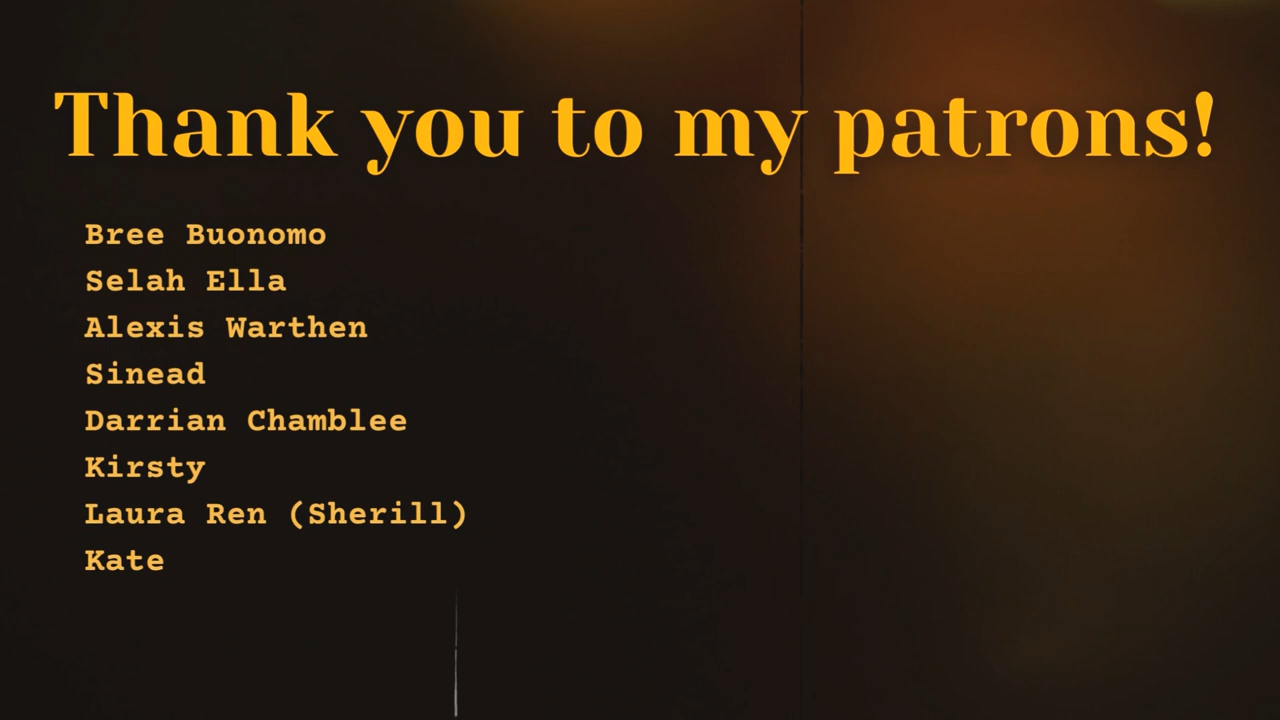 Thank you to my patrons!
Bree Buonomo
Selah Ella
Alexis Warthen
Sinead
Darrian Chamblee
Kirsty
Laura Ren (Sherill)
Kate